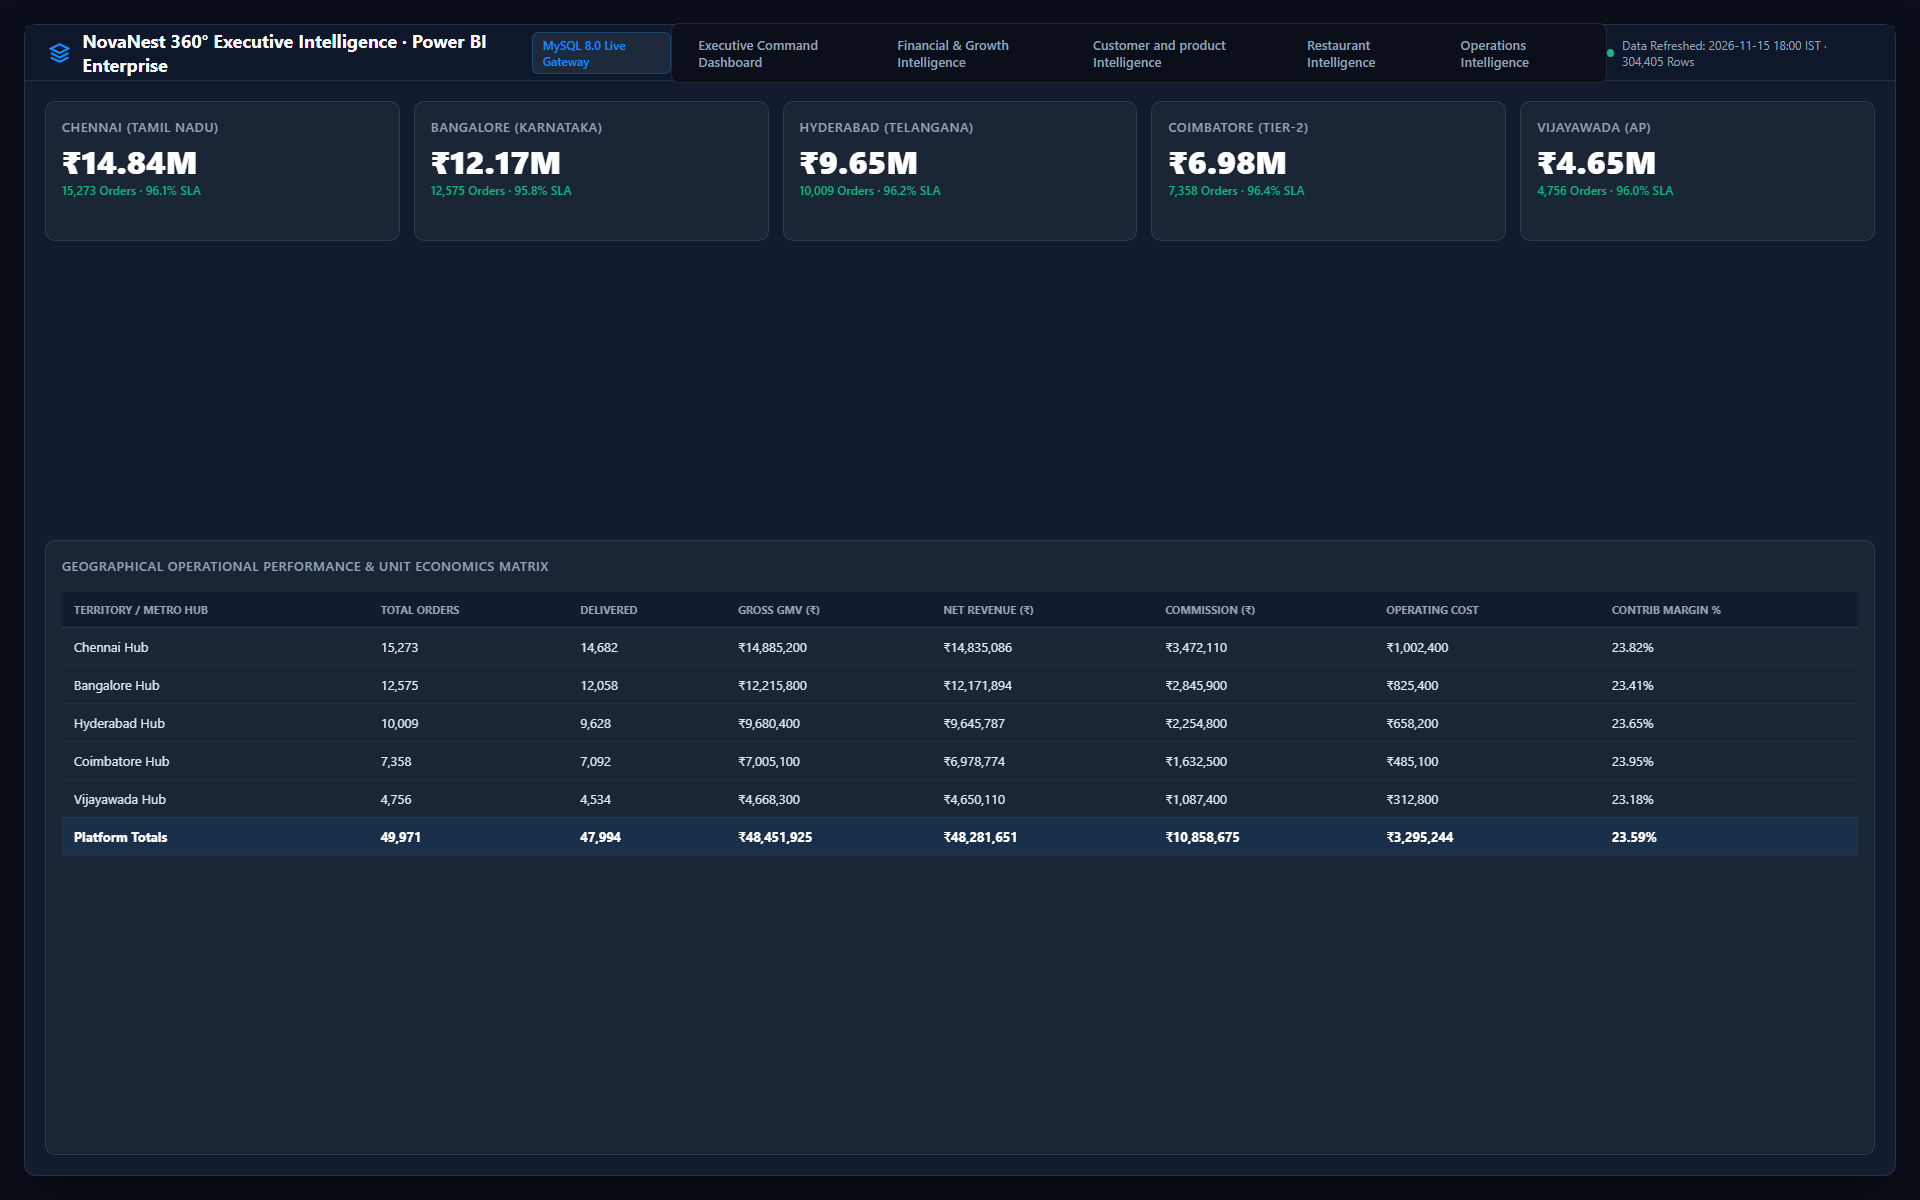 NovaNest 360° Executive Intelligence · Power BI
Enterprise
MySQL 8.0 Live
Gateway
Executive Command
Dashboard
Financial & Growth
Intelligence
Customer and product
Intelligence
Restaurant
Intelligence
Operations
Intelligence
Data Refreshed: 2026-11-15 18:00 IST ·
304,405 Rows
CHENNAI (TAMIL NADU)
₹14.84M
15,273 Orders · 96.1% SLA
BANGALORE (KARNATAKA)
₹12.17M
12,575 Orders · 95.8% SLA
HYDERABAD (TELANGANA)
₹9.65M
10,009 Orders · 96.2% SLA
COIMBATORE (TIER-2)
₹6.98M
7,358 Orders · 96.4% SLA
VIJAYAWADA (AP)
₹4.65M
4,756 Orders · 96.0% SLA
GEOGRAPHICAL OPERATIONAL PERFORMANCE & UNIT ECONOMICS MATRIX
TERRITORY / METRO HUB TOTAL ORDERS DELIVERED GROSS GMV (₹) NET REVENUE (₹) COMMISSION (₹) OPERATING COST CONTRIB MARGIN %
Chennai Hub 15,273 14,682 ₹14,885,200 ₹14,835,086 ₹3,472,110 ₹1,002,400 23.82%
Bangalore Hub 12,575 12,058 ₹12,215,800 ₹12,171,894 ₹2,845,900 ₹825,400 23.41%
Hyderabad Hub 10,009 9,628 ₹9,680,400 ₹9,645,787 ₹2,254,800 ₹658,200 23.65%
Coimbatore Hub 7,358 7,092 ₹7,005,100 ₹6,978,774 ₹1,632,500 ₹485,100 23.95%
Vijayawada Hub 4,756 4,534 ₹4,668,300 ₹4,650,110 ₹1,087,400 ₹312,800 23.18%
Platform Totals 49,971 47,994 ₹48,451,925 ₹48,281,651 ₹10,858,675 ₹3,295,244 23.59%